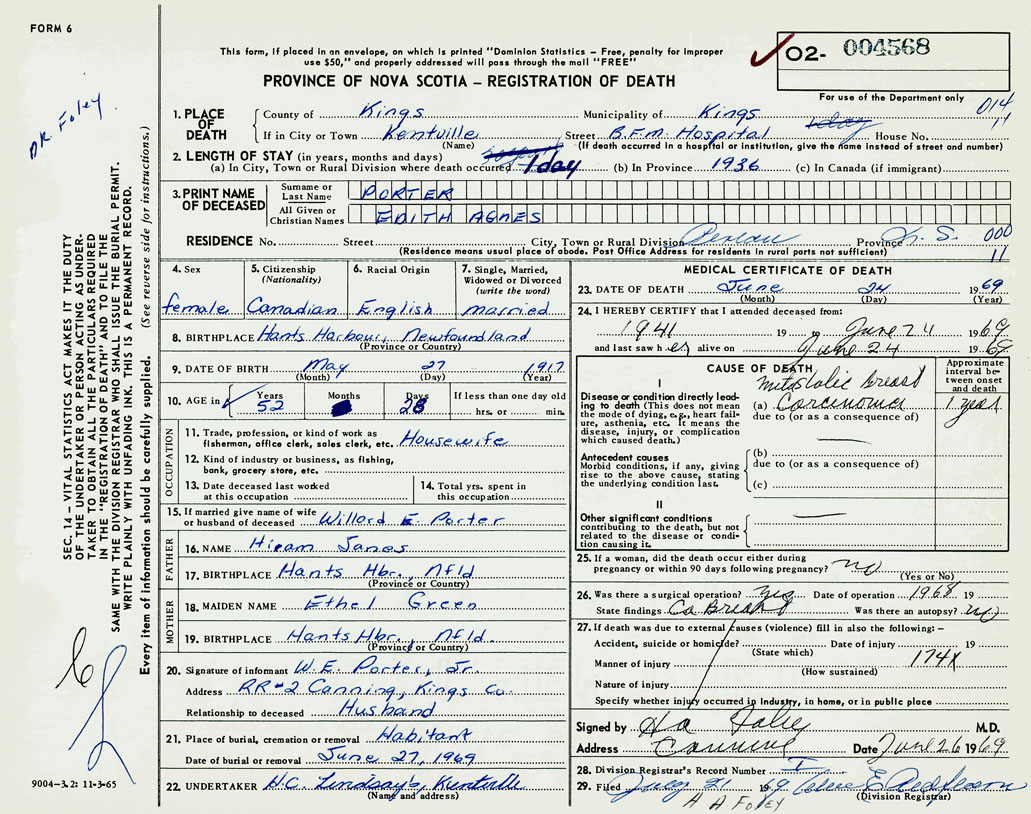 FORM 6
This form, if placed in an envelope, on which is printed "Dominion Statistics – Free, penalty for improper
use $50," and properly addressed will pass through the mail "FREE"
PROVINCE OF NOVA SCOTIA – REGISTRATION OF DEATH
02- 004568
For use of the Department only
014
11
DR. Foley
SEC. 14 – VITAL STATISTICS ACT MAKES IT THE DUTY
OF THE UNDERTAKER OR PERSON ACTING AS UNDER-
TAKER TO OBTAIN ALL THE PARTICULARS REQUIRED
IN THE "REGISTRATION OF DEATH" AND TO FILE THE
SAME WITH THE DIVISION REGISTRAR WHO SHALL ISSUE THE BURIAL PERMIT.
WRITE PLAINLY WITH UNFADING INK. THIS IS A PERMANENT RECORD.
Every item of information should be carefully supplied. (See reverse side for instructions.)
9004-3.2: 11-3-65
1. PLACE OF DEATH
County of Kings Municipality of Kings
If in City or Town Kentville Street B.F.M. Hospital House No.
(Name) (If death occurred in a hospital or institution, give the name instead of street and number)
2. LENGTH OF STAY (in years, months and days)
(a) In City, Town or Rural Division where death occurred 1 day (b) In Province 1936 (c) In Canada (if immigrant)
3. PRINT NAME OF DECEASED
Surname or Last Name PORTER
All Given or Christian Names EDITH AGNES
RESIDENCE No. Street City, Town or Rural Division Pereau Province N. S. 000
(Residence means usual place of abode. Post Office Address for residents in rural parts not sufficient) 11
4. Sex female
5. Citizenship (Nationality) Canadian
6. Racial Origin English
7. Single, Married, Widowed or Divorced (write the word) married
8. BIRTHPLACE Hants Harbour, Newfoundland
(Province or Country)
9. DATE OF BIRTH May 27 1917
(Month) (Day) (Year)
10. AGE in Years 52 Months Days 28 If less than one day old hrs. or min.
OCCUPATION
11. Trade, profession, or kind of work as
fisherman, office clerk, sales clerk, etc. Housewife
12. Kind of industry or business, as fishing,
bank, grocery store, etc.
13. Date deceased last worked
at this occupation
14. Total yrs. spent in
this occupation
15. If married give name of wife
or husband of deceased Willard E. Porter
FATHER
16. NAME Hiram Janes
17. BIRTHPLACE Hants Hbr., Nfld
(Province or Country)
MOTHER
18. MAIDEN NAME Ethel Green
19. BIRTHPLACE Hants Hbr., Nfld.
(Province or Country)
20. Signature of informant W. E. Porter, Jr.
Address RR#2 Canning, Kings Co.
Relationship to deceased Husband
21. Place of burial, cremation or removal Habitant
Date of burial or removal June 27, 1969
22. UNDERTAKER H.C. Lindsay's, Kentville
(Name and address)
MEDICAL CERTIFICATE OF DEATH
23. DATE OF DEATH June 24 1969
(Month) (Day) (Year)
24. I HEREBY CERTIFY that I attended deceased from:
1941 19 to June 24 1969
and last saw her alive on June 24 1969
CAUSE OF DEATH
Approximate interval between onset and death
I
Disease or condition directly leading to death (This does not mean the mode of dying, e.g., heart failure, asthenia, etc. It means the disease, injury, or complication which caused death.)
metastatic breast
(a) Carcinoma 1 year
due to (or as a consequence of)
Antecedent causes
Morbid conditions, if any, giving rise to the above cause, stating the underlying condition last.
(b)
due to (or as a consequence of)
(c)
II
Other significant conditions
contributing to the death, but not related to the disease or condition causing it.
25. If a woman, did the death occur either during
pregnancy or within 90 days following pregnancy? no
(Yes or No)
26. Was there a surgical operation? yes Date of operation 1968 19
State findings Ca Breast Was there an autopsy? no
27. If death was due to external causes (violence) fill in also the following: –
Accident, suicide or homicide? Date of injury 19
(State which) 174X
Manner of injury
(How sustained)
Nature of injury
Specify whether injury occurred in industry, in home, or in public place
Signed by H A Foley M.D.
Address Canning Date June 26 1969
28. Division Registrar's Record Number
29. Filed July 21 1969
(Division Registrar)
H A FOLEY